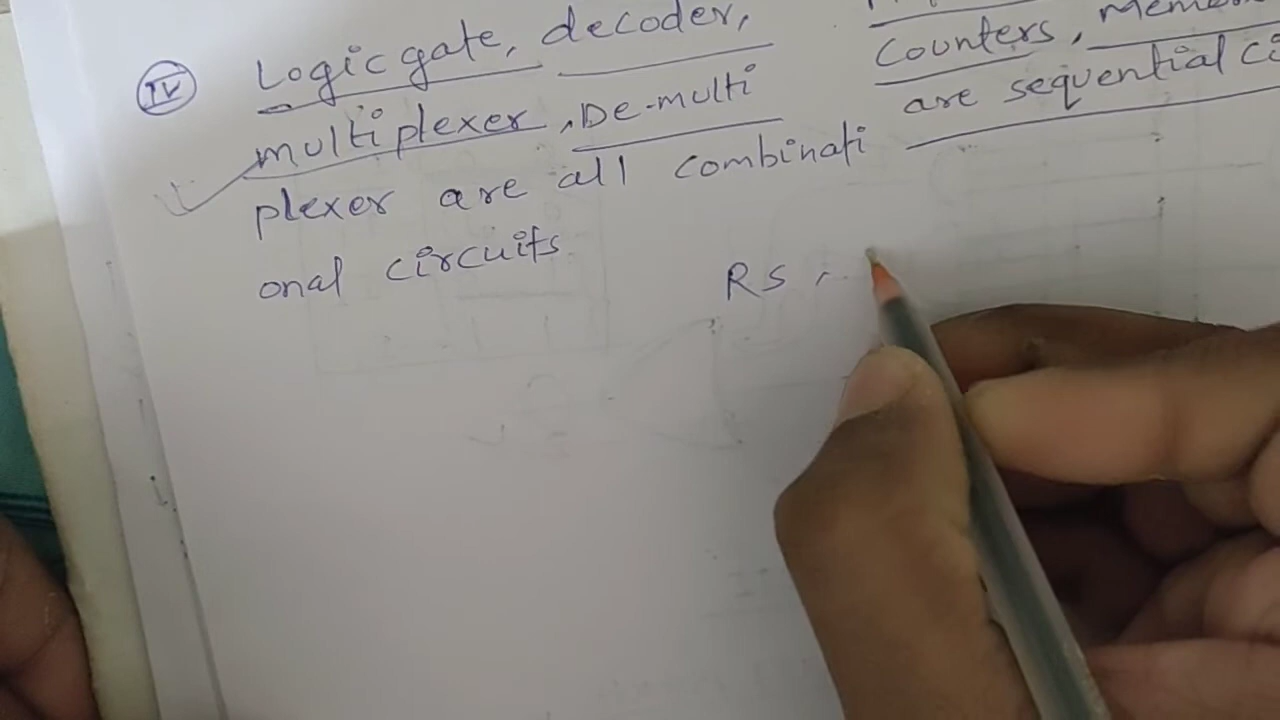 IV Logic gate, decoder,
multiplexer, De-multi
plexer are all combinati
onal circuits.
counters,
are sequential
RS